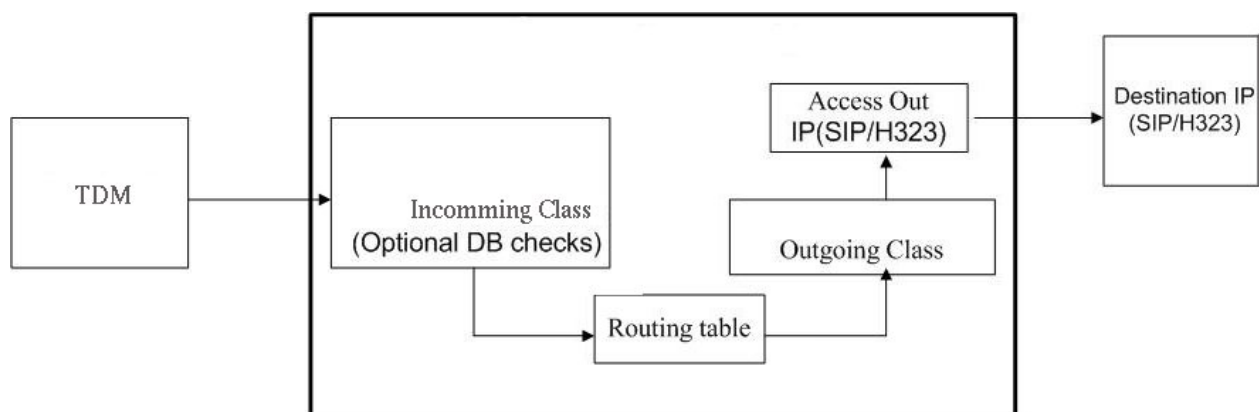 TDM
Incomming Class
(Optional DB checks)
Routing table
Outgoing Class
Access Out
IP(SIP/H323)
Destination IP
(SIP/H323)